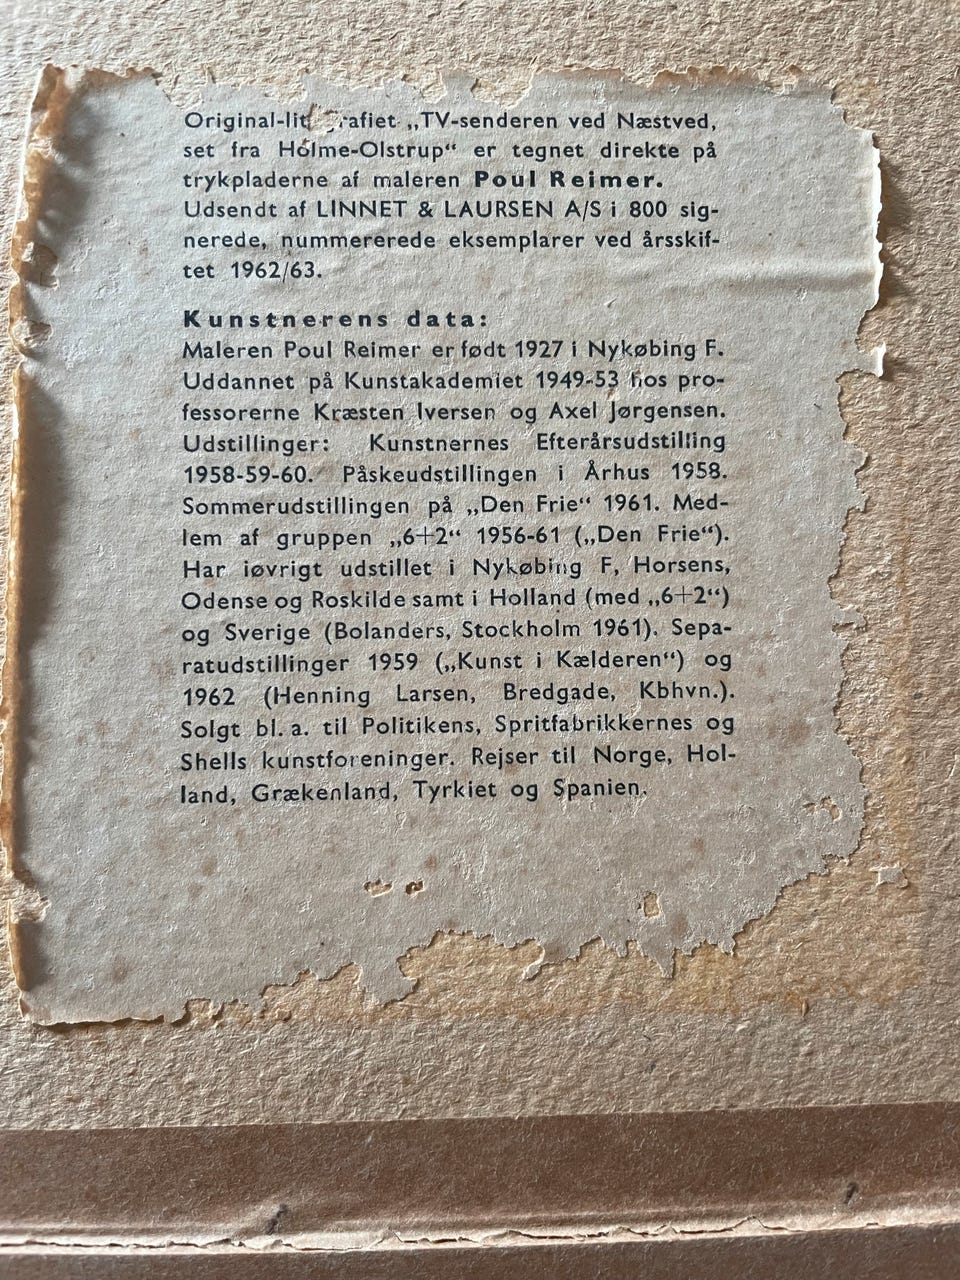 Original-lit rafiet „TV-senderen ved Næstved,
set fra Holme-Olstrup“ er tegnet direkte på
trykpladerne af maleren Poul Reimer.
Udsendt af LINNET & LAURSEN A/S i 800 sig-
nerede, nummererede eksemplarer ved årsskif-
tet 1962/63.
Kunstnerens data:
Maleren Poul Reimer er født 1927 i Nykøbing F.
Uddannet på Kunstakademiet 1949-53 hos pro-
fessorerne Kræsten Iversen og Axel Jørgensen.
Udstillinger: Kunstnernes Efterårsudstilling
1958-59-60. Påskeudstillingen i Århus 1958.
Sommerudstillingen på „Den Frie“ 1961. Med-
lem af gruppen „6+2“ 1956-61 („Den Frie“).
Har iøvrigt udstillet i Nykøbing F, Horsens,
Odense og Roskilde samt i Holland (med „6+2“)
og Sverige (Bolanders, Stockholm 1961). Sepa-
ratudstillinger 1959 („Kunst i Kælderen“) og
1962 (Henning Larsen, Bredgade, Kbhvn.).
Solgt bl. a. til Politikens, Spritfabrikkernes og
Shells kunstforeninger. Rejser til Norge, Hol-
land, Grækenland, Tyrkiet og Spanien.